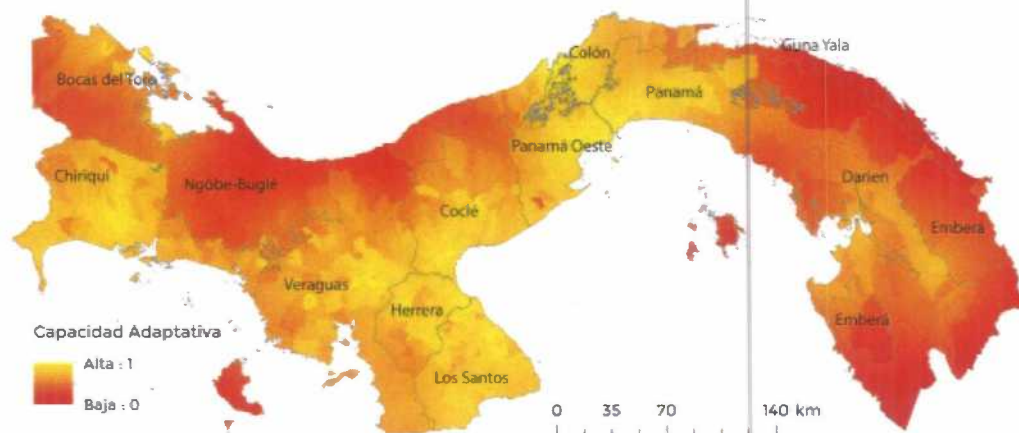 Colón
Guna Yala
Bocas del Toro
Panamá
Panamá Oeste
Chiriquí
Ngöbe-Buglé
Darien
Coclé
Emberá
Veraguas
Herrera
Emberá
Los Santos
Capacidad Adaptativa
Alta : 1
Baja : 0
0 35 70 140 km